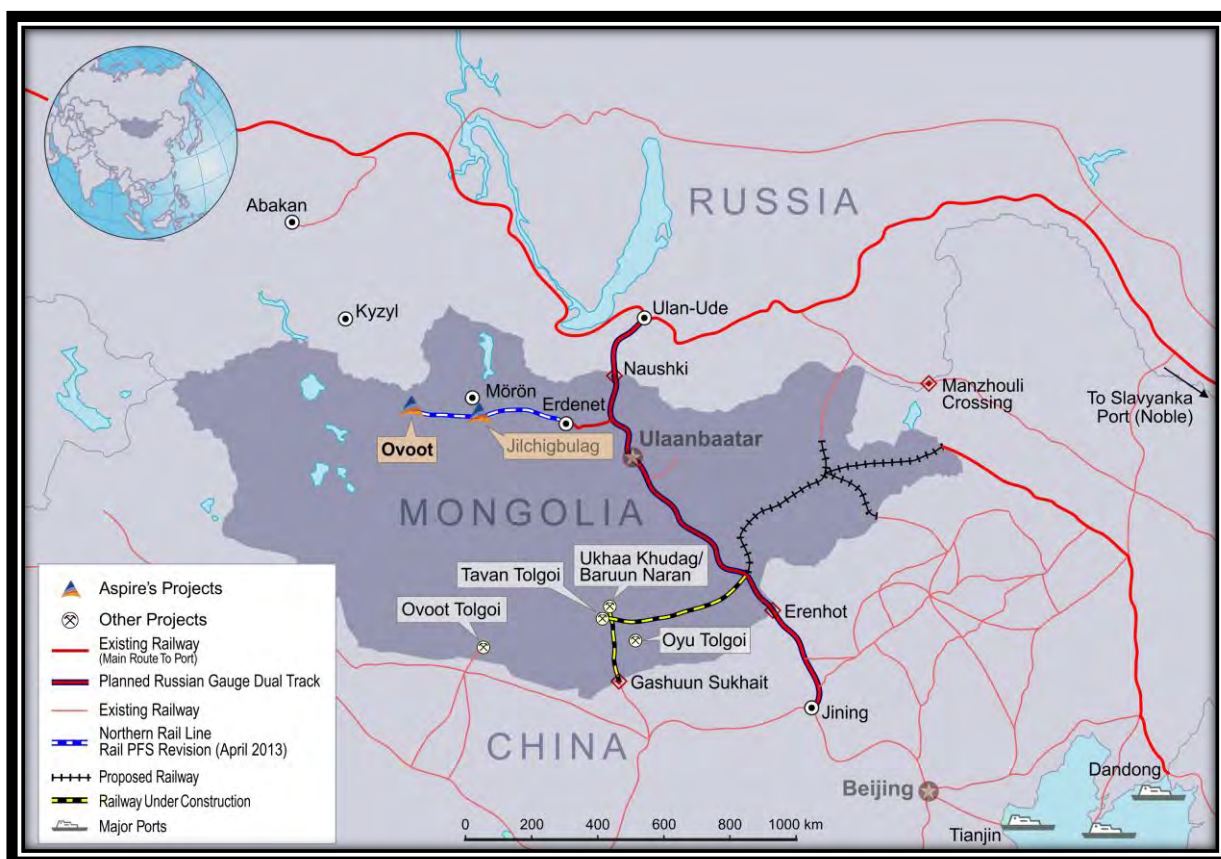 RUSSIA
Abakan
Kyzyl
Ulan-Ude
Naushki
Manzhouli
Crossing
To Slavyanka
Port (Noble)
Mörön
Erdenet
Ovoot
Jilchigbulag
Ulaanbaatar
MONGOLIA
Ukhaa Khudag/
Baruun Naran
Tavan Tolgoi
Ovoot Tolgoi
Oyu Tolgoi
Erenhot
Gashuun Sukhait
Jining
CHINA
Beijing
Dandong
Tianjin
Aspire's Projects
Other Projects
Existing Railway
(Main Route To Port)
Planned Russian Gauge Dual Track
Existing Railway
Northern Rail Line
Rail PFS Revision (April 2013)
Proposed Railway
Railway Under Construction
Major Ports
0 200 400 600 800 1000 km